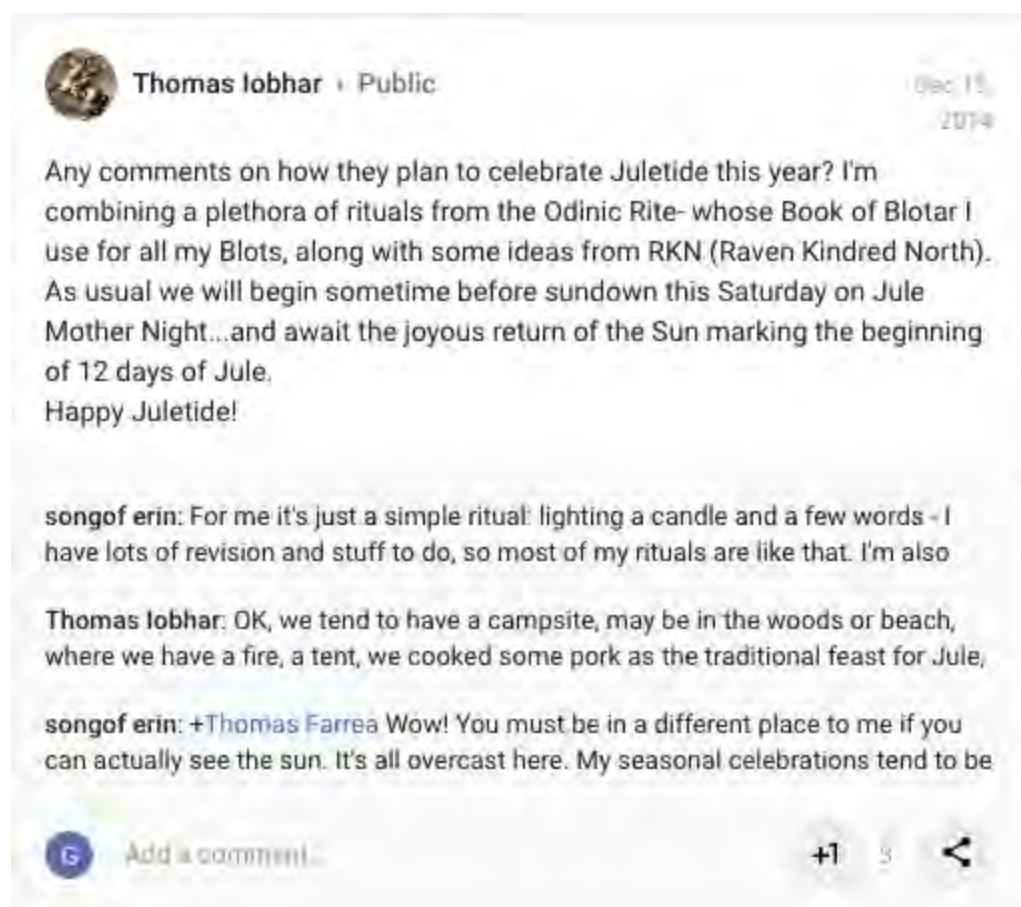 Thomas Iobhar › Public
Dec 15,
2014
Any comments on how they plan to celebrate Juletide this year? I'm
combining a plethora of rituals from the Odinic Rite- whose Book of Blotar I
use for all my Blots, along with some ideas from RKN (Raven Kindred North).
As usual we will begin sometime before sundown this Saturday on Jule
Mother Night...and await the joyous return of the Sun marking the beginning
of 12 days of Jule.
Happy Juletide!
songof erin: For me it's just a simple ritual: lighting a candle and a few words - I
have lots of revision and stuff to do, so most of my rituals are like that. I'm also
Thomas Iobhar: OK, we tend to have a campsite, may be in the woods or beach,
where we have a fire, a tent, we cooked some pork as the traditional feast for Jule,
songof erin: +Thomas Farrea Wow! You must be in a different place to me if you
can actually see the sun. It's all overcast here. My seasonal celebrations tend to be
G Add a comment...
+1